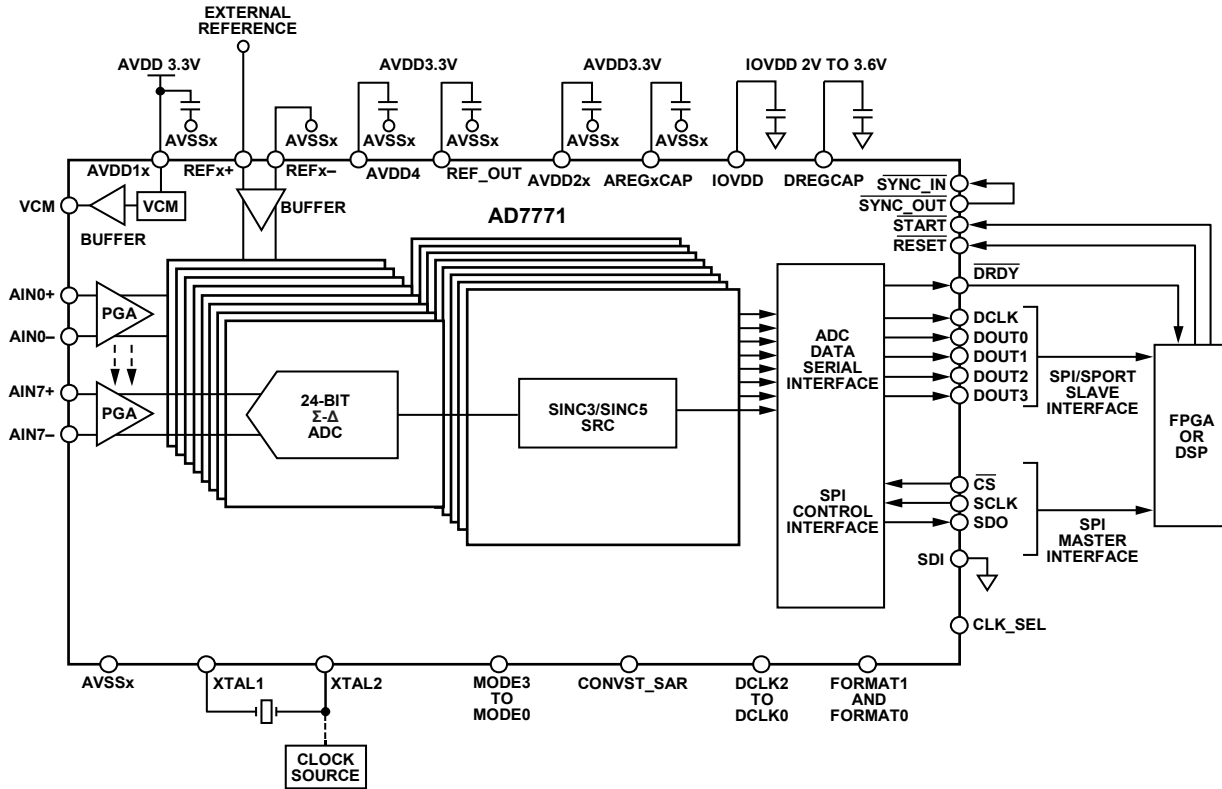 EXTERNAL
REFERENCE
AVDD 3.3V
AVDD3.3V
AVDD3.3V
IOVDD 2V TO 3.6V
AVSSx
AVSSx
AVSSx
AVSSx
AVSSx
AVSSx
AVDD1x
REFx+
REFx–
AVDD4
REF_OUT
AVDD2x
AREGxCAP
IOVDD
DREGCAP
SYNC_IN
SYNC_OUT
START
RESET
VCM
VCM
BUFFER
BUFFER
AD7771
AIN0+
PGA
AIN0–
AIN7+
PGA
AIN7–
24-BIT
Σ-Δ
ADC
SINC3/SINC5
SRC
ADC
DATA
SERIAL
INTERFACE
SPI
CONTROL
INTERFACE
DRDY
DCLK
DOUT0
DOUT1
DOUT2
DOUT3
SPI/SPORT
SLAVE
INTERFACE
FPGA
OR
DSP
CS
SCLK
SDO
SPI
MASTER
INTERFACE
SDI
CLK_SEL
AVSSx
XTAL1
XTAL2
MODE3
TO
MODE0
CONVST_SAR
DCLK2
TO
DCLK0
FORMAT1
AND
FORMAT0
CLOCK
SOURCE